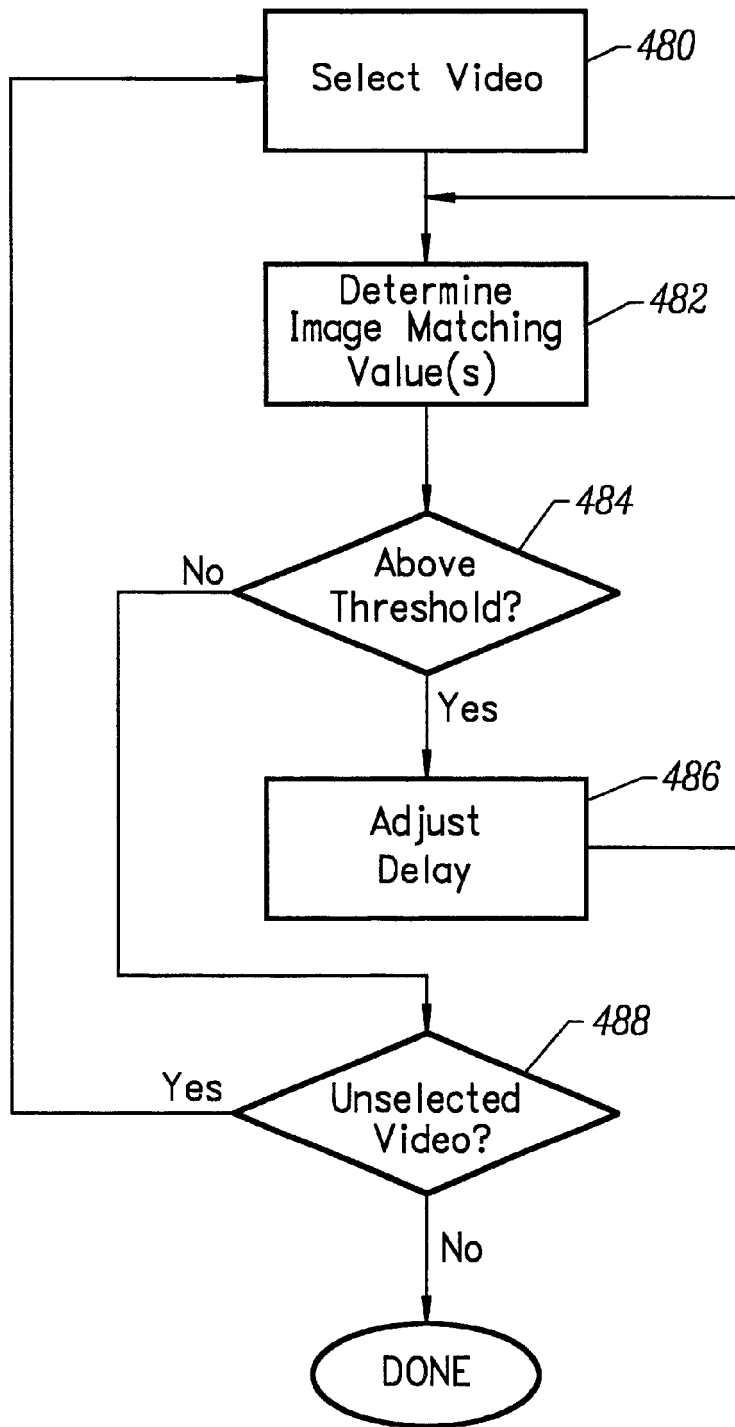 Select Video
480
Determine
Image Matching
Value(s)
482
484
Above
Threshold?
No
Yes
486
Adjust
Delay
488
Yes
Unselected
Video?
No
DONE